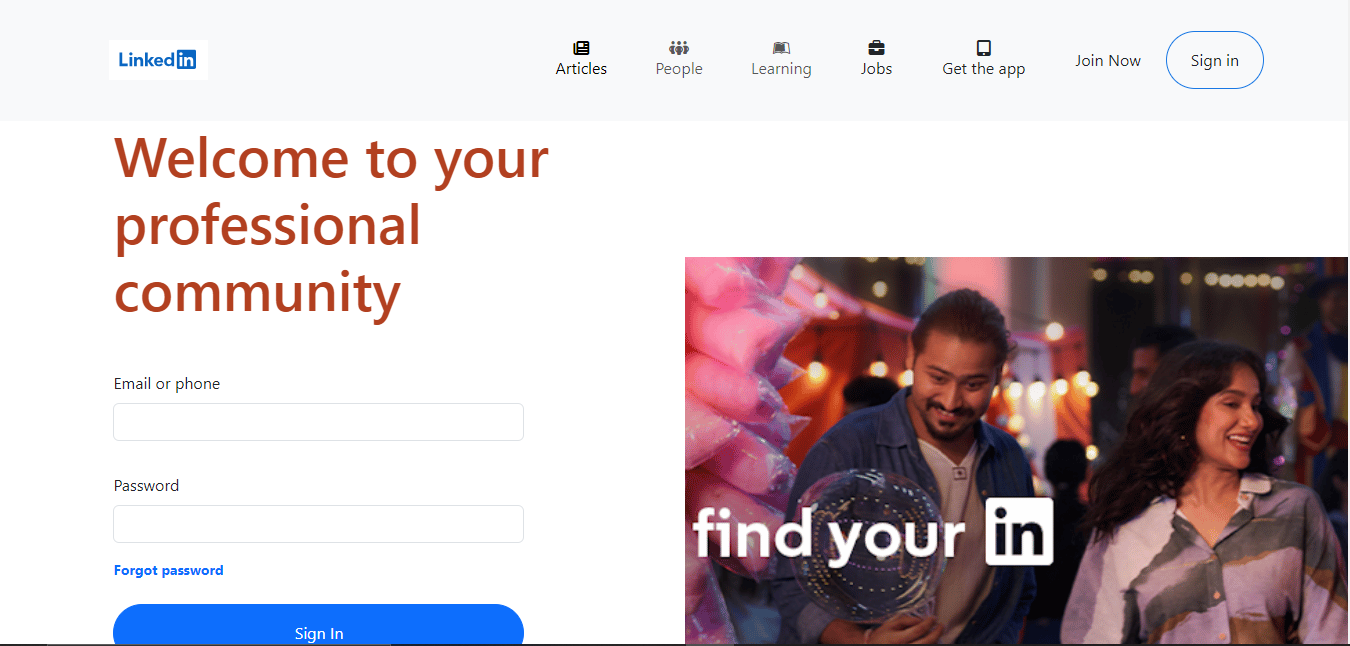 Linked in
Articles People Learning Jobs Get the app Join Now Sign in
Welcome to your
professional
community
Email or phone
Password
Forgot password
Sign In
find your in